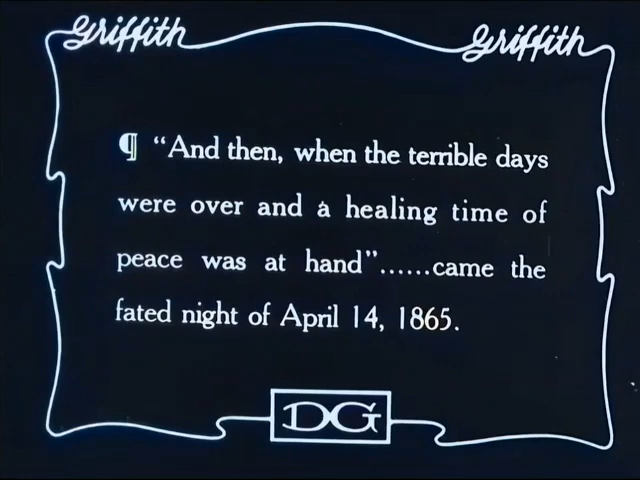 Griffith Griffith
¶ “And then, when the terrible days
were over and a healing time of
peace was at hand”......came the
fated night of April 14, 1865.
DG